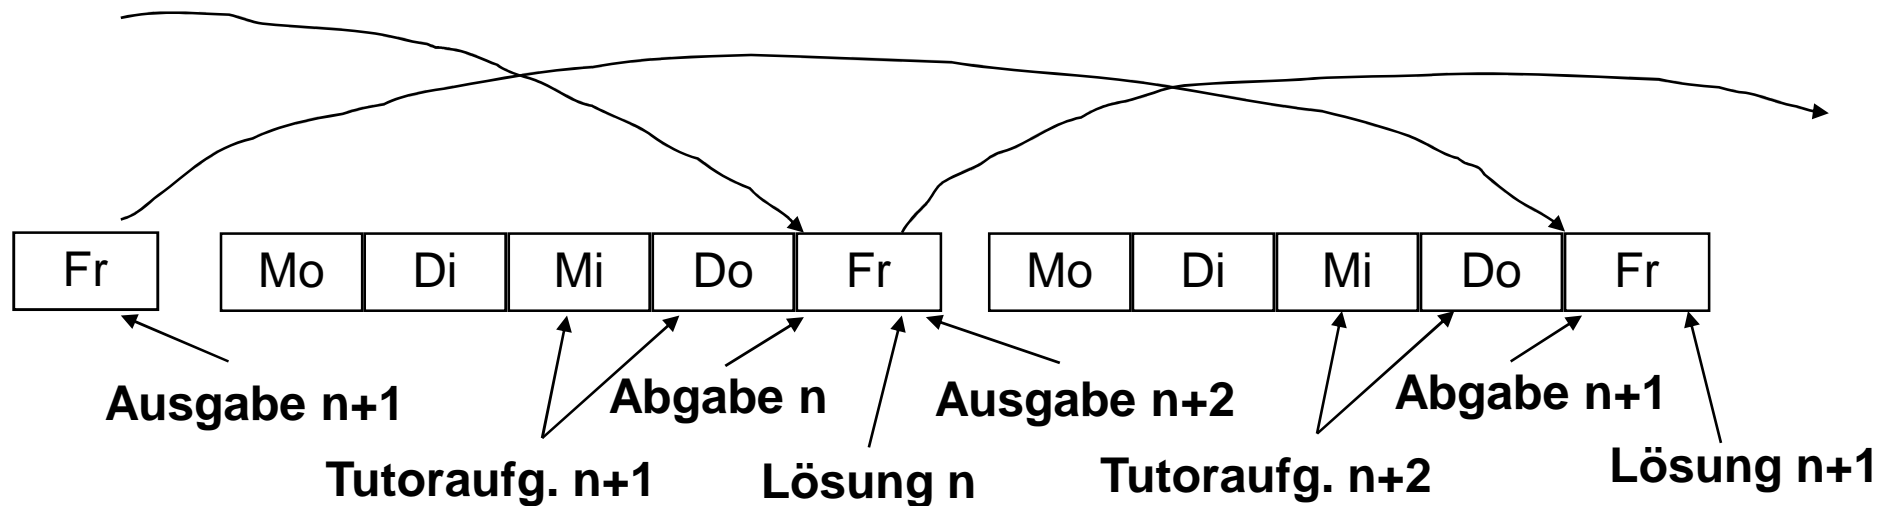 Fr Mo Di Mi Do Fr Mo Di Mi Do Fr
Ausgabe n+1 Abgabe n Ausgabe n+2 Abgabe n+1
Tutoraufg. n+1 Lösung n Tutoraufg. n+2 Lösung n+1